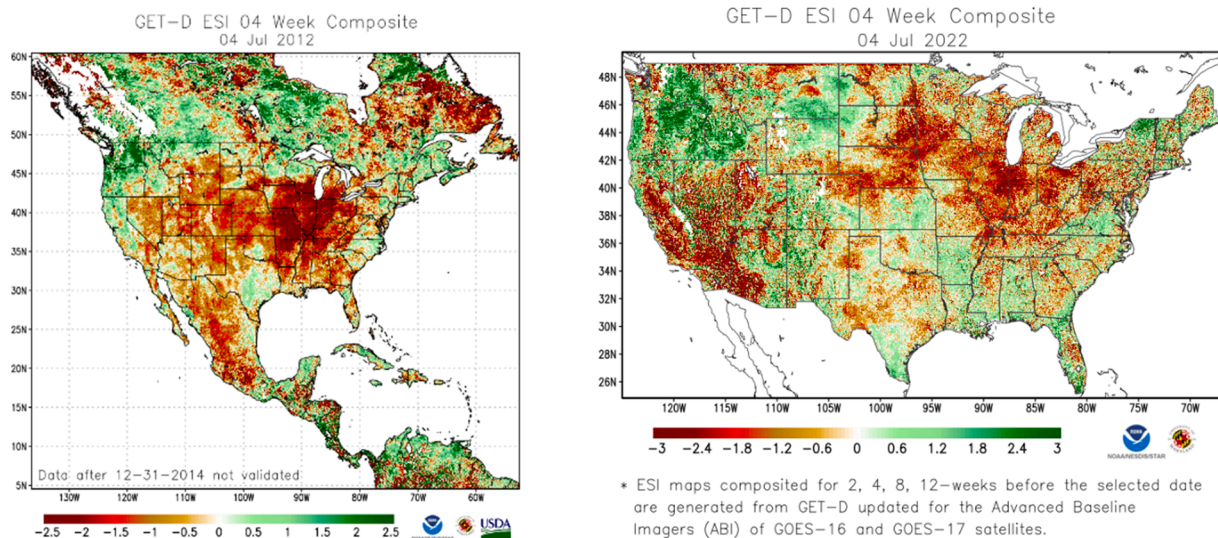 GET-D ESI 04 Week Composite
04 Jul 2012
60N
55N
50N
45N
40N
35N
30N
25N
20N
15N
10N
5N
Data after 12-31-2014 not validated
130W 120W 110W 100W 90W 80W 70W 60W
-2.5 -2 -1.5 -1 -0.5 0 0.5 1 1.5 2 2.5
USDA
GET-D ESI 04 Week Composite
04 Jul 2022
48N
46N
44N
42N
40N
38N
36N
34N
32N
30N
28N
26N
120W 115W 110W 105W 100W 95W 90W 85W 80W 75W 70W
-3 -2.4 -1.8 -1.2 -0.6 0 0.6 1.2 1.8 2.4 3
NOAA/NESDIS/STAR
* ESI maps composited for 2, 4, 8, 12-weeks before the selected date
are generated from GET-D updated for the Advanced Baseline
Imagers (ABI) of GOES-16 and GOES-17 satellites.